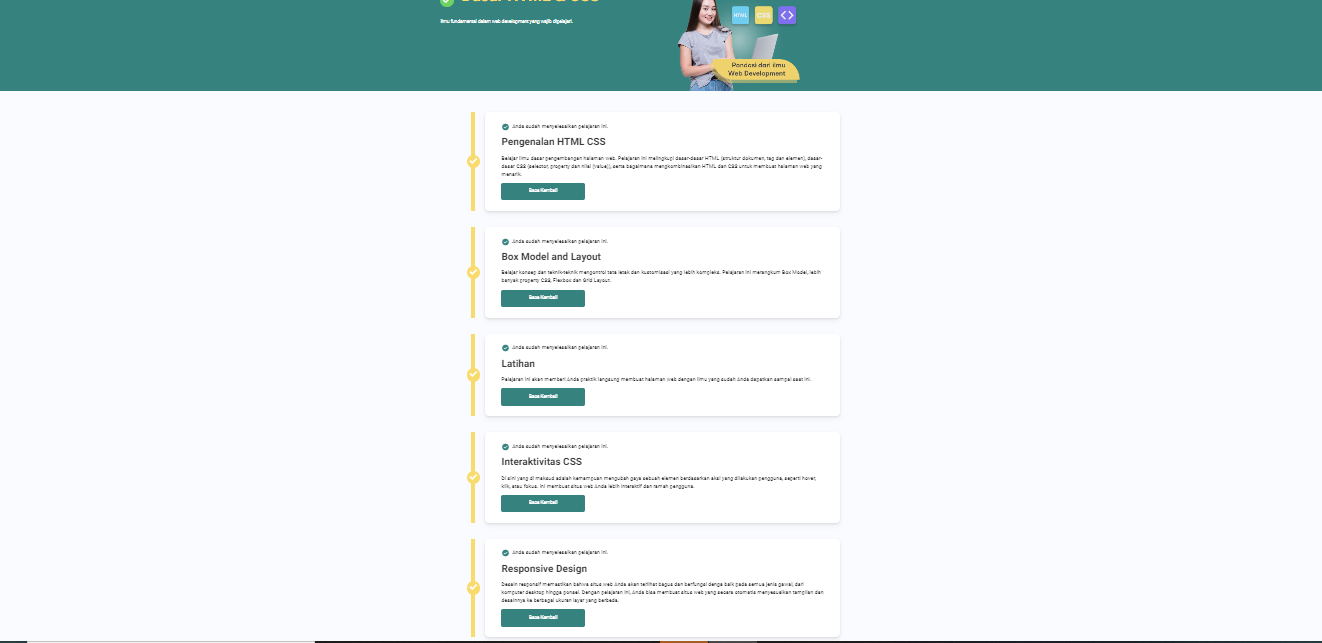 Dasar HTML & CSS
Ilmu fundamental dalam web development yang wajib dipelajari.
HTML
CSS
Pondasi dari ilmu
Web Development
Anda sudah menyelesaikan pelajaran ini.
Pengenalan HTML CSS
Belajar ilmu dasar pengembangan halaman web. Pelajaran ini melingkupi dasar-dasar HTML (struktur dokumen, tag dan elemen), dasar-
dasar CSS (selector, property dan nilai (value)), serta bagaimana mengkombinasikan HTML dan CSS untuk membuat halaman web yang
menarik.
Baca Kembali
Anda sudah menyelesaikan pelajaran ini.
Box Model and Layout
Belajar konsep dan teknik-teknik mengontrol tata letak dan kustomisasi yang lebih kompleks. Pelajaran ini merangkum Box Model, lebih
banyak property CSS, Flexbox dan Grid Layout.
Baca Kembali
Anda sudah menyelesaikan pelajaran ini.
Latihan
Pelajaran ini akan memberi Anda praktik langsung membuat halaman web dengan ilmu yang sudah Anda dapatkan sampai saat ini.
Baca Kembali
Anda sudah menyelesaikan pelajaran ini.
Interaktivitas CSS
Di sini yang di maksud adalah kemampuan mengubah gaya sebuah elemen berdasarkan aksi yang dilakukan pengguna, seperti hover,
klik, atau fokus. Ini membuat situs web Anda lebih interaktif dan ramah pengguna.
Baca Kembali
Anda sudah menyelesaikan pelajaran ini.
Responsive Design
Desain responsif memastikan bahwa situs web Anda akan terlihat bagus dan berfungsi denga baik pada semua jenis gawai, dari
komputer desktop hingga ponsel. Dengan pelajaran ini, Anda bisa membuat situs web yang secara otomatis menyesuaikan tampilan dan
desainnya ke berbagai ukuran layar yang berbeda.
Baca Kembali